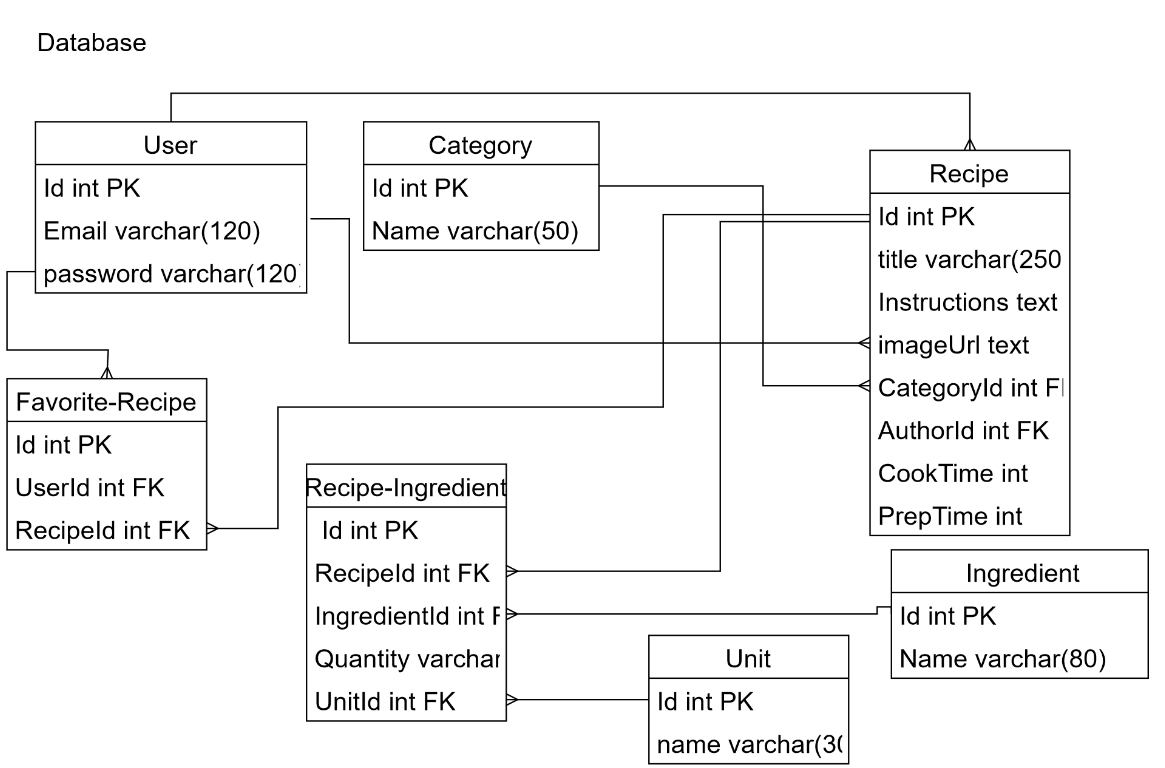 Database
User
Id int PK
Email varchar(120)
password varchar(120
Category
Id int PK
Name varchar(50)
Recipe
Id int PK
title varchar(250
Instructions text
imageUrl text
CategoryId int F
AuthorId int FK
CookTime int
PrepTime int
Favorite-Recipe
Id int PK
UserId int FK
RecipeId int FK
Recipe-Ingredient
Id int PK
RecipeId int FK
IngredientId int F
Quantity varchar
UnitId int FK
Ingredient
Id int PK
Name varchar(80)
Unit
Id int PK
name varchar(30